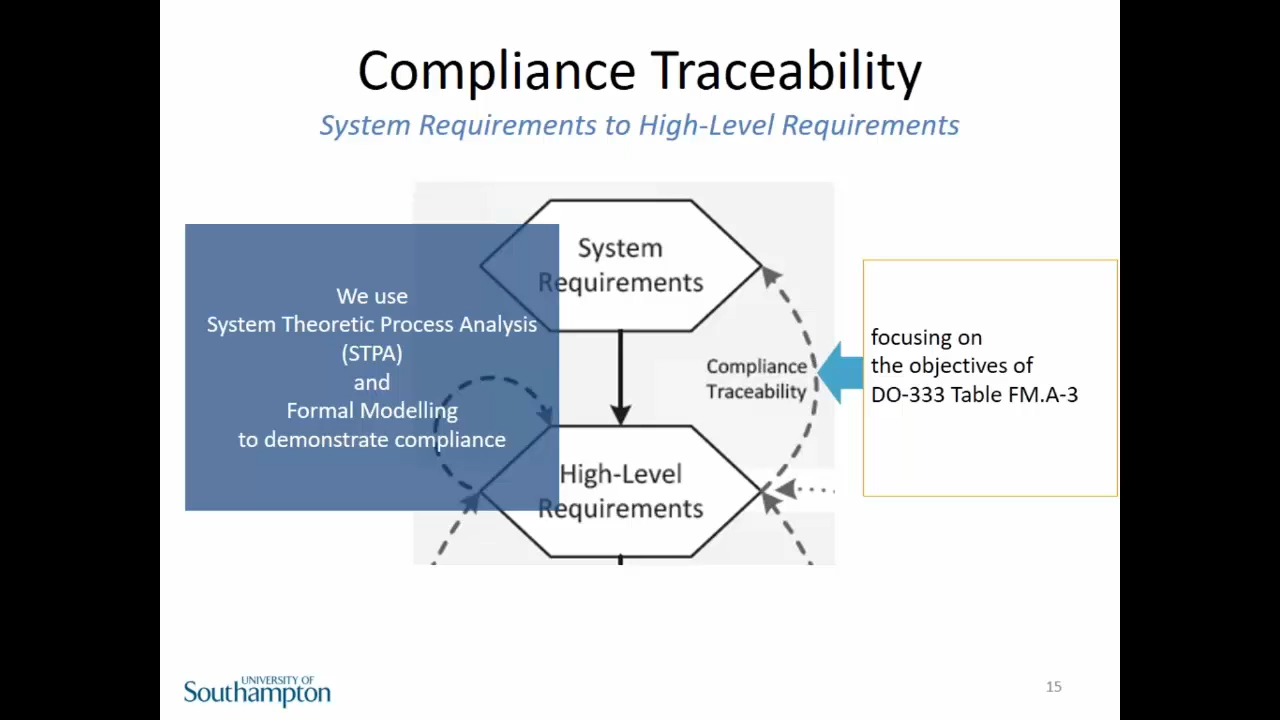 Compliance Traceability
System Requirements to High-Level Requirements
We use
System Theoretic Process Analysis
(STPA)
and
Formal Modelling
to demonstrate compliance
System
Requirements
Compliance
Traceability
High-Level
Requirements
focusing on
the objectives of
DO-333 Table FM.A-3
UNIVERSITY OF
Southampton
15